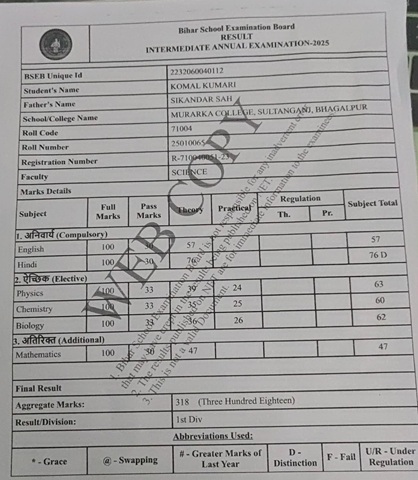 Bihar School Examination Board
RESULT
INTERMEDIATE ANNUAL EXAMINATION-2025
BSEB Unique Id 2232060040112
Student's Name KOMAL KUMARI
Father's Name SIKANDAR SAH
School/College Name MURARKA COLLEGE, SULTANGANJ, BHAGALPUR
Roll Code 71004
Roll Number
Registration Number
Faculty SCIENCE
Marks Details
Subject Full Marks Pass Marks Theory Practical Regulation Th. Pr. Subject Total
1. अनिवार्य (Compulsory)
English 100 57 57
Hindi 100 30 76 76 D
2. ऐच्छिक (Elective)
Physics 100 33 39 24 63
Chemistry 100 33 35 25 60
Biology 100 33 36 26 62
3. अतिरिक्त (Additional)
Mathematics 100 30 47 47
Final Result
Aggregate Marks: 318 (Three Hundred Eighteen)
Result/Division: 1st Div
Abbreviations Used:
* - Grace @ - Swapping # - Greater Marks of Last Year D - Distinction F - Fail U/R - Under Regulation
WEB COPY
3. This is not a valid Document.